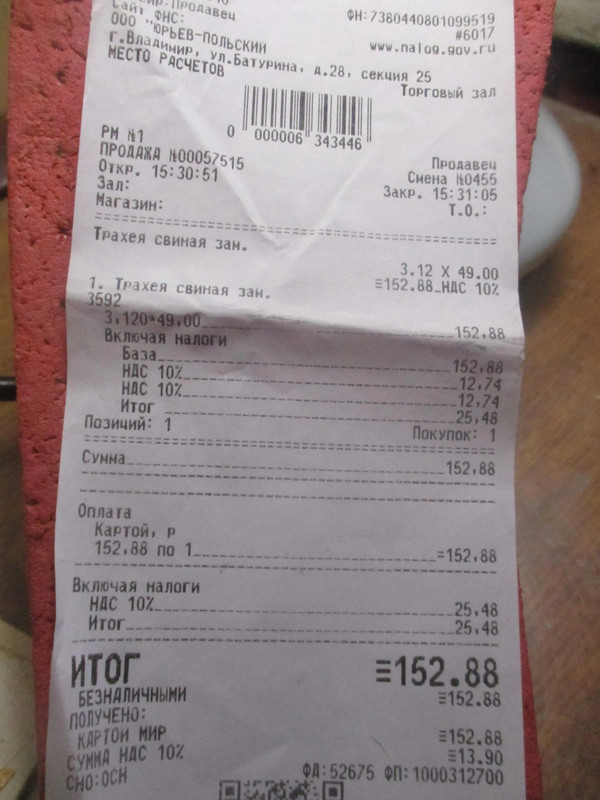 Продавец
ФН:7380440801099519
Сайт ФНС:
#6017
www.nalog.gov.ru
ООО "ЮРЬЕВ-ПОЛЬСКИЙ
г.Владимир, ул.Батурина, д.28, секция 25
МЕСТО РАСЧЕТОВ
Торговый зал
0 000006 343446
РМ №1
ПРОДАЖА №00057515
Продавец
Откр. 15:30:51
Смена №0455
Зал:
Закр. 15:31:05
Магазин:
Т.О.:
Трахея свиная зам.
3.12 X 49.00
1. Трахея свиная зам.
≡152.88_НДС 10%
3592
3,120*49,00 152,88
Включая налоги
База 152,88
НДС 10% 12,74
НДС 10% 12,74
Итог 25,48
Позиций: 1 Покупок: 1
Сумма 152,88
Оплата
Картой, р
152,88 по 1 =152,88
Включая налоги
НДС 10% 25,48
Итог 25,48
ИТОГ ≡152.88
БЕЗНАЛИЧНЫМИ ≡152.88
ПОЛУЧЕНО:
КАРТОЙ МИР ≡152.88
СУММА НДС 10% ≡13.90
СНО:ОСН ФД:52675 ФП:1000312700